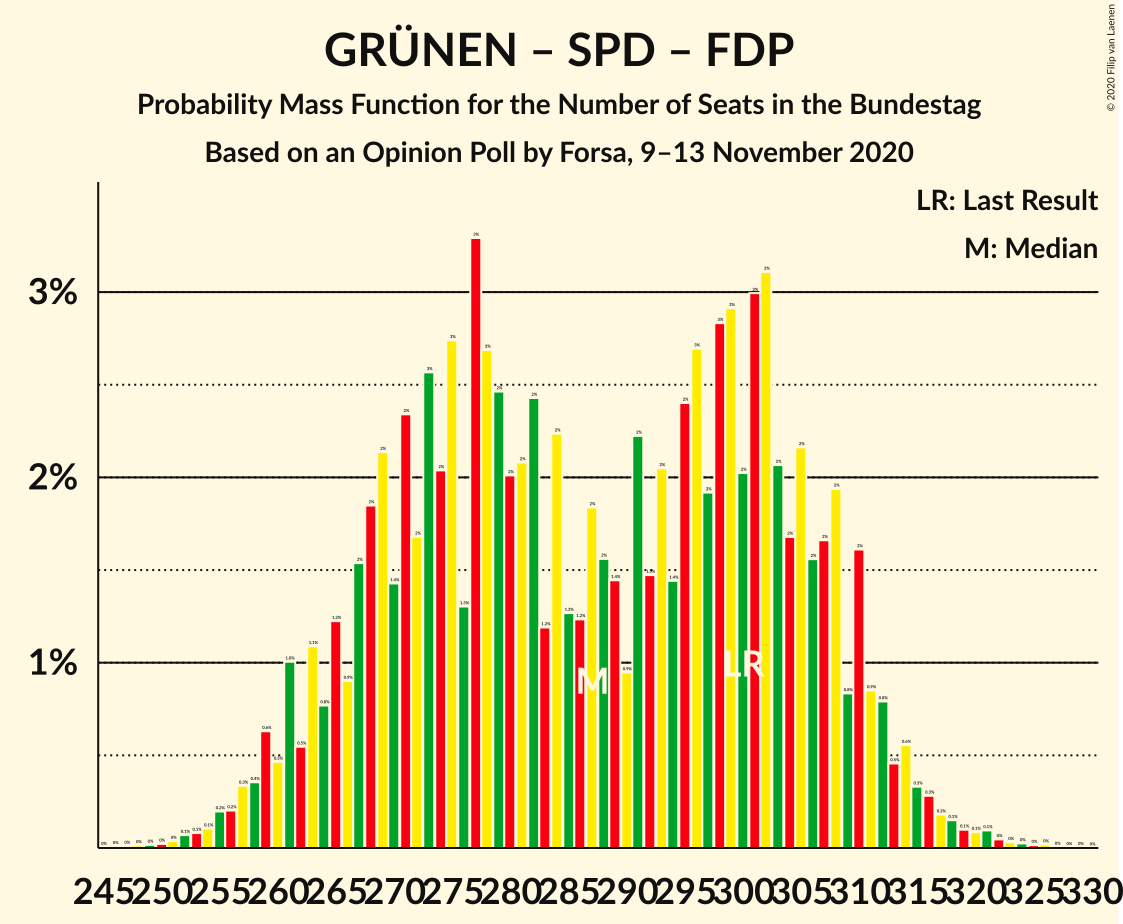 GRÜNEN – SPD – FDP
Probability Mass Function for the Number of Seats in the Bundestag
Based on an Opinion Poll by Forsa, 9–13 November 2020
© 2020 Filip van Laenen
LR: Last Result
M: Median
3%
2%
1%
M
LR
245 250 255 260 265 270 275 280 285 290 295 300 305 310 315 320 325 330